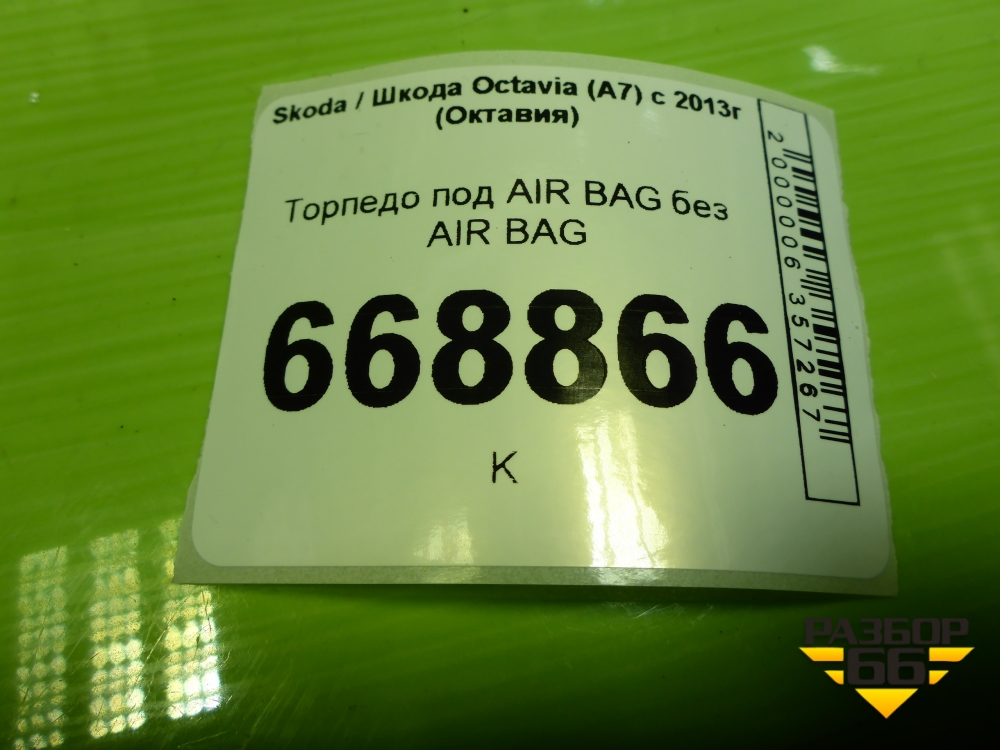 Skoda / Шкода Octavia (A7) с 2013г
(Октавия)
Торпедо под AIR BAG без
AIR BAG
668866
K
2000006357267
РАЗБОР
66